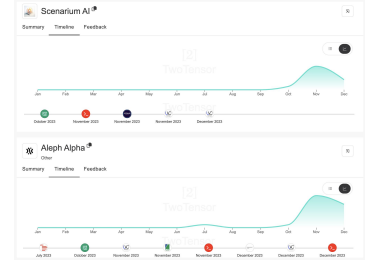 Scenarium AI
Summary Timeline Feedback
TwoTensor
Jan Feb Mar Apr May Jun Jul Aug Sep Oct Nov Dec
October 2023 November 2023 November 2023 November 2023 December 2023
Aleph Alpha
Other
Summary Timeline Feedback
Jan Feb Mar Apr May Jun Jul Aug Sep Oct Nov Dec
July 2023 October 2023 November 2023 November 2023 November 2023 December 2023 December 2023 December 2023